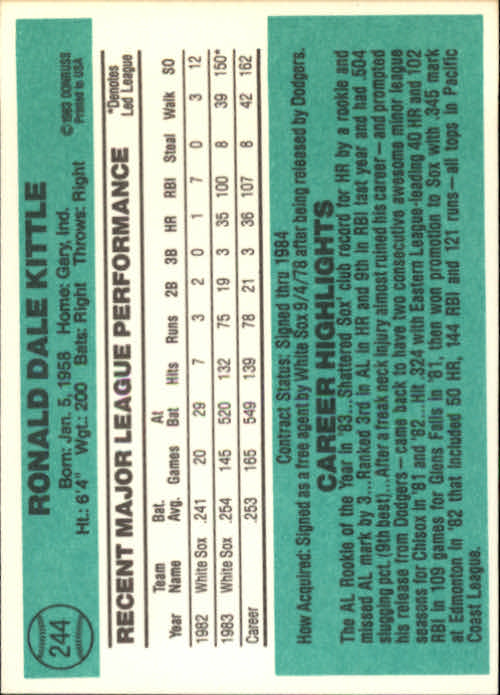 244
RONALD DALE KITTLE
Born: Jan. 5, 1958 Home: Gary, Ind.
Ht.: 6'4" Wgt.: 200 Bats: Right Throws: Right
© 1983 DONRUSS
Printed in USA
RECENT MAJOR LEAGUE PERFORMANCE
*Denotes
Led League
Year Team Name Bat. Avg. Games At Bat Hits Runs 2B 3B HR RBI Steal Walk SO
1982 White Sox .241 20 29 7 3 2 0 1 7 0 3 12
1983 White Sox .254 145 520 132 75 19 3 35 100 8 39 150*
Career .253 165 549 139 78 21 3 36 107 8 42 162
Contract Status: Signed thru 1984
How Acquired: Signed as a free agent by White Sox 9/4/78 after being released by Dodgers.
CAREER HIGHLIGHTS
The AL Rookie of the Year in '83...Shattered Sox' club record for HR by a rookie and
missed AL mark by 3...Ranked 3rd in AL in HR and 9th in RBI last year and had .504
slugging pct. (9th best)...After a freak neck injury almost ruined his career—and prompted
his release from Dodgers—came back to have two consecutive awesome minor league
seasons for Chisox in '81 and '82...Hit .324 with Eastern League-leading 40 HR and 102
RBI in 109 games for Glens Falls in '81, then won promotion to Sox with .345 mark
at Edmonton in '82 that included 50 HR, 144 RBI and 121 runs—all tops in Pacific
Coast League.